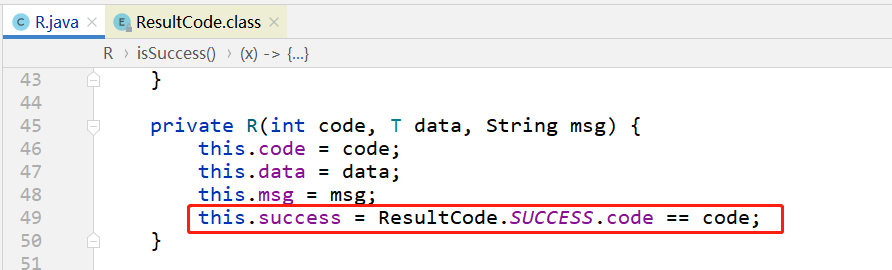 R.java
ResultCode.class
R › isSuccess() › (x) -> {...}
43 }
44
45 private R(int code, T data, String msg) {
46 this.code = code;
47 this.data = data;
48 this.msg = msg;
49 this.success = ResultCode.SUCCESS.code == code;
50 }
51